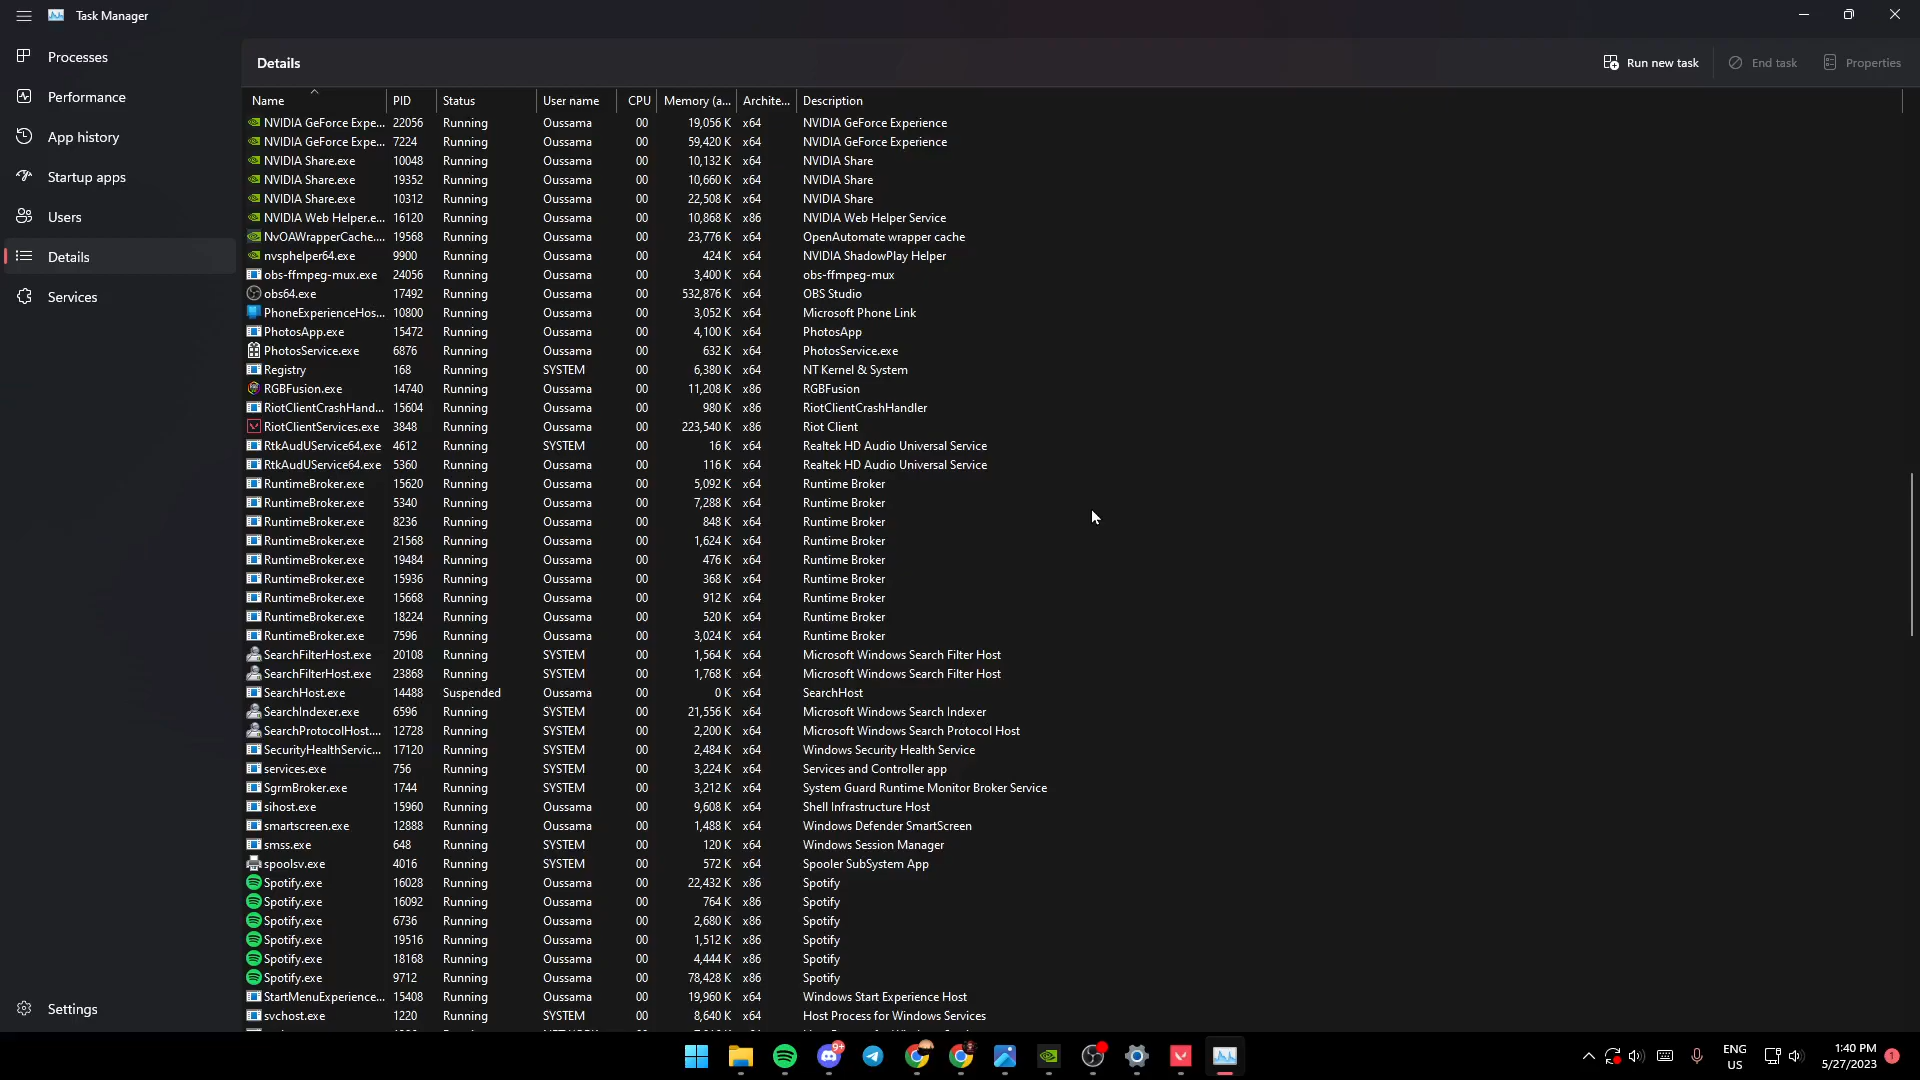 Task Manager
Processes
Performance
App history
Startup apps
Users
Details
Services
Settings
Details
Run new task
End task
Properties
Name PID Status User name CPU Memory (a... Archite... Description
NVIDIA GeForce Expe... 22056 Running Oussama 00 19,056 K x64 NVIDIA GeForce Experience
NVIDIA GeForce Expe... 7224 Running Oussama 00 59,420 K x64 NVIDIA GeForce Experience
NVIDIA Share.exe 10048 Running Oussama 00 10,132 K x64 NVIDIA Share
NVIDIA Share.exe 19352 Running Oussama 00 10,660 K x64 NVIDIA Share
NVIDIA Share.exe 10312 Running Oussama 00 22,508 K x64 NVIDIA Share
NVIDIA Web Helper.e... 16120 Running Oussama 00 10,868 K x86 NVIDIA Web Helper Service
NvOAWrapperCache.... 19568 Running Oussama 00 23,776 K x64 OpenAutomate wrapper cache
nvsphelper64.exe 9900 Running Oussama 00 424 K x64 NVIDIA ShadowPlay Helper
obs-ffmpeg-mux.exe 24056 Running Oussama 00 3,400 K x64 obs-ffmpeg-mux
obs64.exe 17492 Running Oussama 00 532,876 K x64 OBS Studio
PhoneExperienceHos... 10800 Running Oussama 00 3,052 K x64 Microsoft Phone Link
PhotosApp.exe 15472 Running Oussama 00 4,100 K x64 PhotosApp
PhotosService.exe 6876 Running Oussama 00 632 K x64 PhotosService.exe
Registry 168 Running SYSTEM 00 6,380 K x64 NT Kernel & System
RGBFusion.exe 14740 Running Oussama 00 11,208 K x86 RGBFusion
RiotClientCrashHand... 15604 Running Oussama 00 980 K x86 RiotClientCrashHandler
RiotClientServices.exe 3848 Running Oussama 00 223,540 K x86 Riot Client
RtkAudUService64.exe 4612 Running SYSTEM 00 16 K x64 Realtek HD Audio Universal Service
RtkAudUService64.exe 5360 Running Oussama 00 116 K x64 Realtek HD Audio Universal Service
RuntimeBroker.exe 15620 Running Oussama 00 5,092 K x64 Runtime Broker
RuntimeBroker.exe 5340 Running Oussama 00 7,288 K x64 Runtime Broker
RuntimeBroker.exe 8236 Running Oussama 00 848 K x64 Runtime Broker
RuntimeBroker.exe 21568 Running Oussama 00 1,624 K x64 Runtime Broker
RuntimeBroker.exe 19484 Running Oussama 00 476 K x64 Runtime Broker
RuntimeBroker.exe 15936 Running Oussama 00 368 K x64 Runtime Broker
RuntimeBroker.exe 15668 Running Oussama 00 912 K x64 Runtime Broker
RuntimeBroker.exe 18224 Running Oussama 00 520 K x64 Runtime Broker
RuntimeBroker.exe 7596 Running Oussama 00 3,024 K x64 Runtime Broker
SearchFilterHost.exe 20108 Running SYSTEM 00 1,564 K x64 Microsoft Windows Search Filter Host
SearchFilterHost.exe 23868 Running SYSTEM 00 1,768 K x64 Microsoft Windows Search Filter Host
SearchHost.exe 14488 Suspended Oussama 00 0 K x64 SearchHost
SearchIndexer.exe 6596 Running SYSTEM 00 21,556 K x64 Microsoft Windows Search Indexer
SearchProtocolHost.... 12728 Running SYSTEM 00 2,200 K x64 Microsoft Windows Search Protocol Host
SecurityHealthServic... 17120 Running SYSTEM 00 2,484 K x64 Windows Security Health Service
services.exe 756 Running SYSTEM 00 3,224 K x64 Services and Controller app
SgrmBroker.exe 1744 Running SYSTEM 00 3,212 K x64 System Guard Runtime Monitor Broker Service
sihost.exe 15960 Running Oussama 00 9,608 K x64 Shell Infrastructure Host
smartscreen.exe 12888 Running Oussama 00 1,488 K x64 Windows Defender SmartScreen
smss.exe 648 Running SYSTEM 00 120 K x64 Windows Session Manager
spoolsv.exe 4016 Running SYSTEM 00 572 K x64 Spooler SubSystem App
Spotify.exe 16028 Running Oussama 00 22,432 K x86 Spotify
Spotify.exe 16092 Running Oussama 00 764 K x86 Spotify
Spotify.exe 6736 Running Oussama 00 2,680 K x86 Spotify
Spotify.exe 19516 Running Oussama 00 1,512 K x86 Spotify
Spotify.exe 18168 Running Oussama 00 4,444 K x86 Spotify
Spotify.exe 9712 Running Oussama 00 78,428 K x86 Spotify
StartMenuExperience... 15408 Running Oussama 00 19,960 K x64 Windows Start Experience Host
svchost.exe 1220 Running SYSTEM 00 8,640 K x64 Host Process for Windows Services
9+
ENG
US
1:40 PM
5/27/2023
1